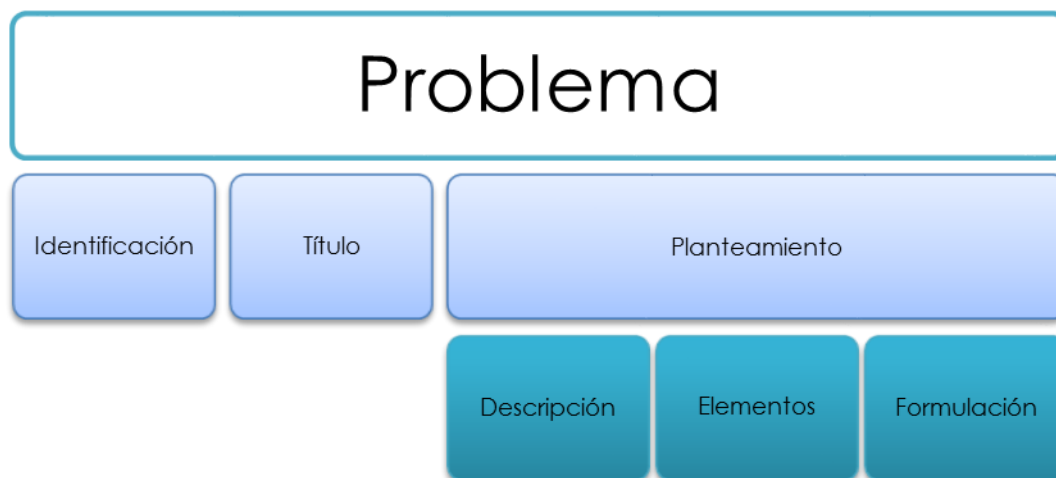 Problema
Identificación
Título
Planteamiento
Descripción
Elementos
Formulación